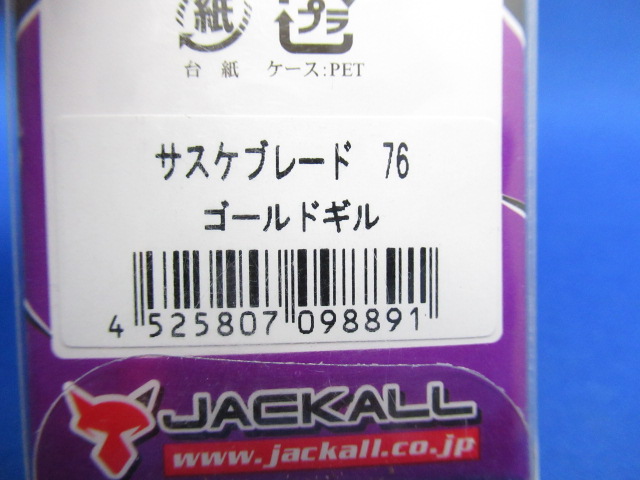 紙
プラ
台 紙 ケース:PET
サスケブレード 76
ゴールドギル
4 525807 098891
JACKALL
www.jackall.co.jp